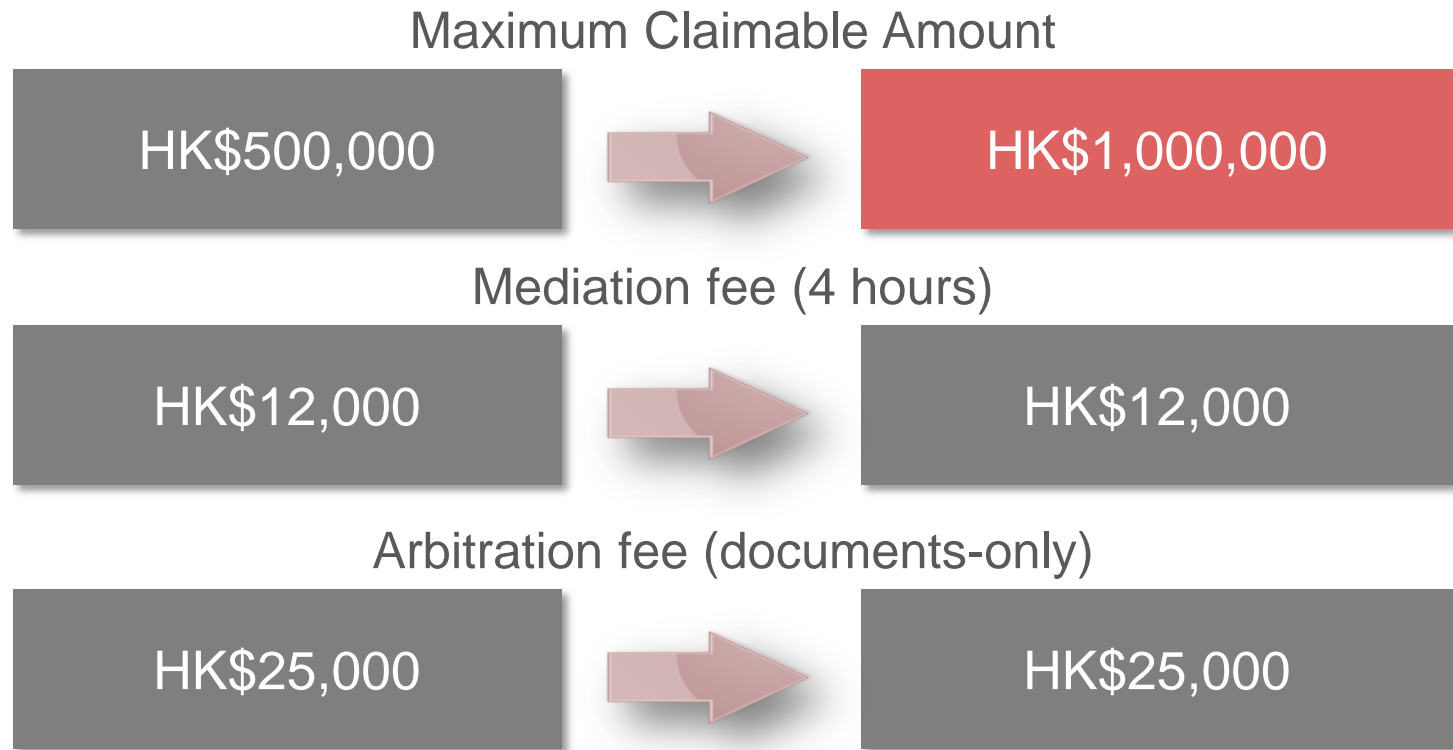 Maximum Claimable Amount
HK$500,000
HK$1,000,000
Mediation fee (4 hours)
HK$12,000
HK$12,000
Arbitration fee (documents-only)
HK$25,000
HK$25,000